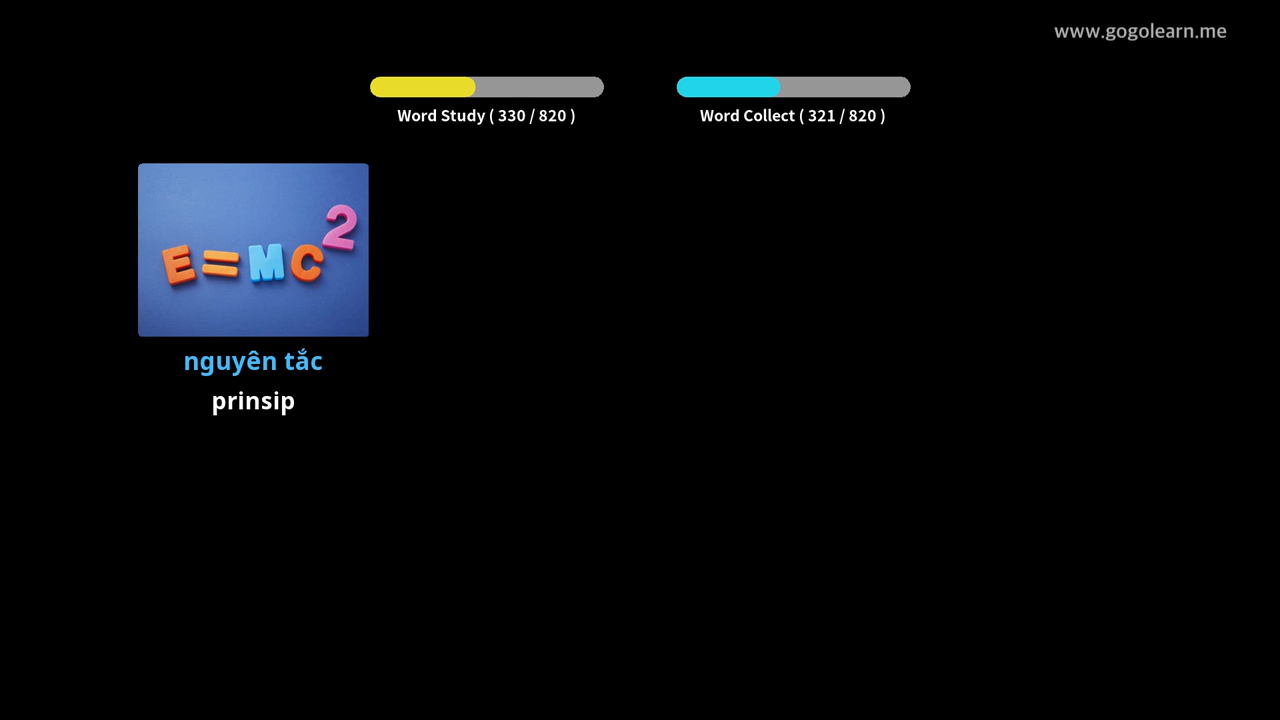 www.gogolearn.me
Word Study ( 330 / 820 )
Word Collect ( 321 / 820 )
E=MC²
nguyên tắc
prinsip